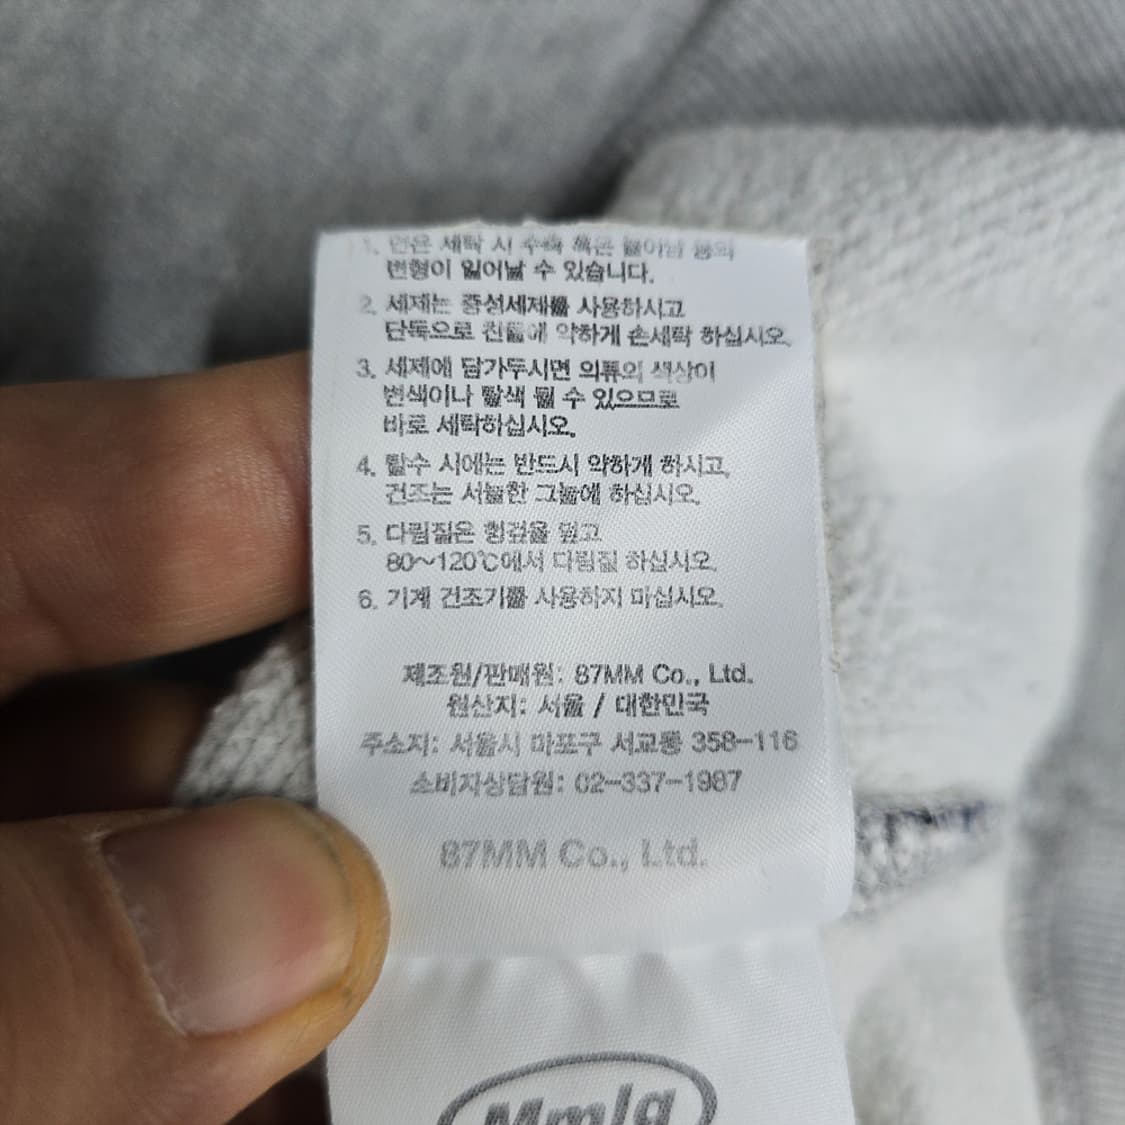 1. 면은 세탁 시 수축 혹은 늘어남 등의
변형이 일어날 수 있습니다.
2. 세제는 중성세제를 사용하시고
단독으로 찬물에 약하게 손세탁 하십시오.
3. 세제에 담가두시면 의류의 색상이
변색이나 탈색 될 수 있으므로
바로 세탁하십시오.
4. 탈수 시에는 반드시 약하게 하시고,
건조는 서늘한 그늘에 하십시오.
5. 다림질은 헝겊을 덮고
80~120℃에서 다림질 하십시오.
6. 기계 건조기를 사용하지 마십시오.
제조원/판매원: 87MM Co., Ltd.
원산지: 서울 / 대한민국
주소지: 서울시 마포구 서교동 358-116
소비자상담원: 02-337-1987
87MM Co., Ltd.
Mmlg